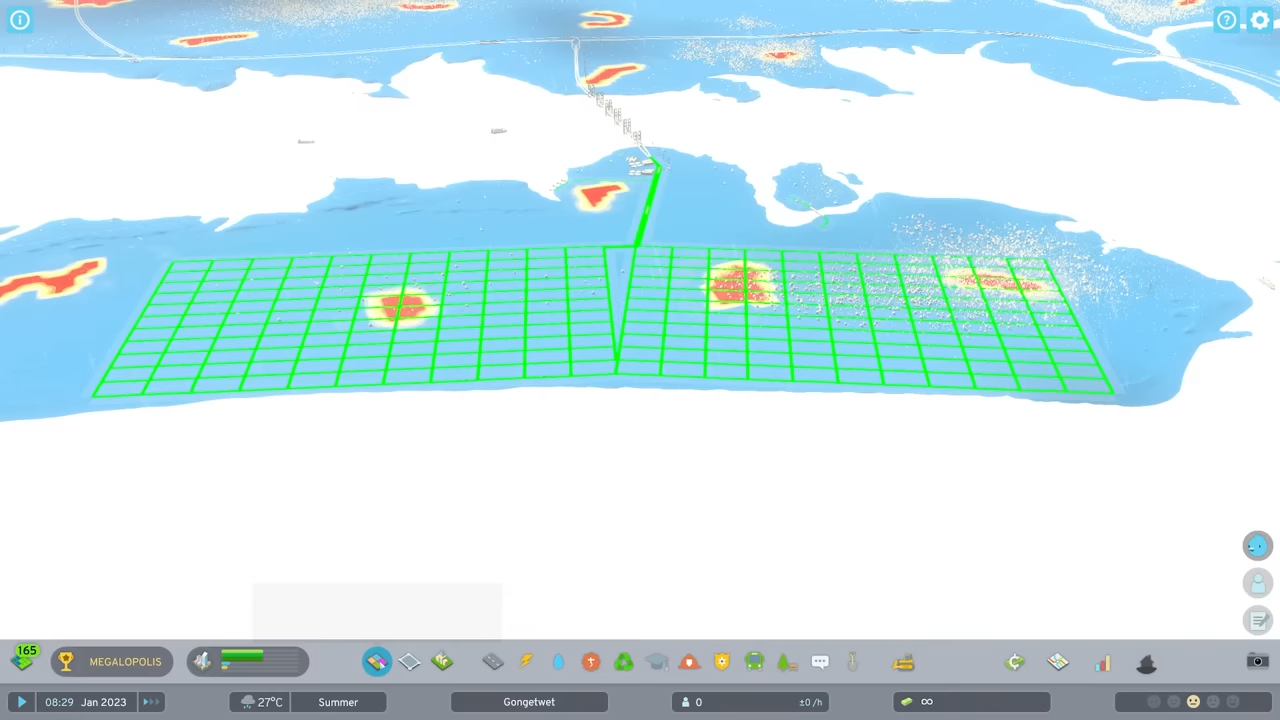 165
MEGALOPOLIS
08:29 Jan 2023
27°C
Summer
Gongetwet
0
±0 /h
∞